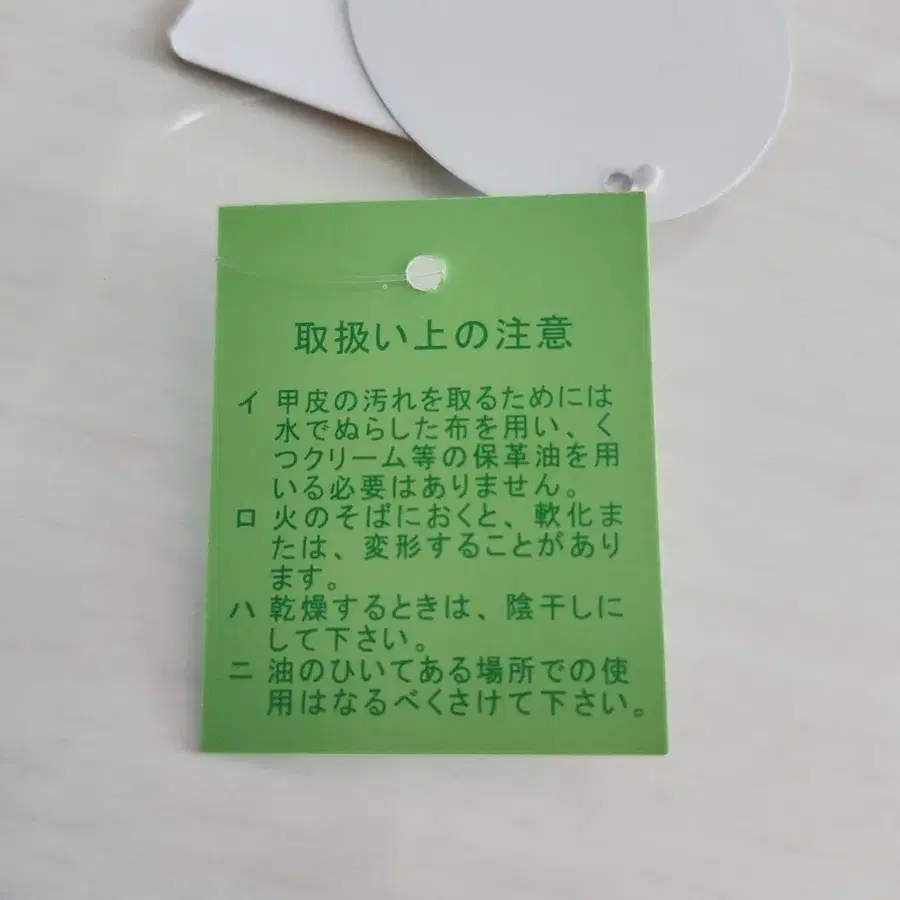 取扱い上の注意
イ 甲皮の汚れを取るためには
水でぬらした布を用い、く
つクリーム等の保革油を用
いる必要はありません。
ロ 火のそばにおくと、軟化ま
たは、変形することがあり
ます。
ハ 乾燥するときは、陰干しに
して下さい。
ニ 油のひいてある場所での使
用はなるべくさけて下さい。